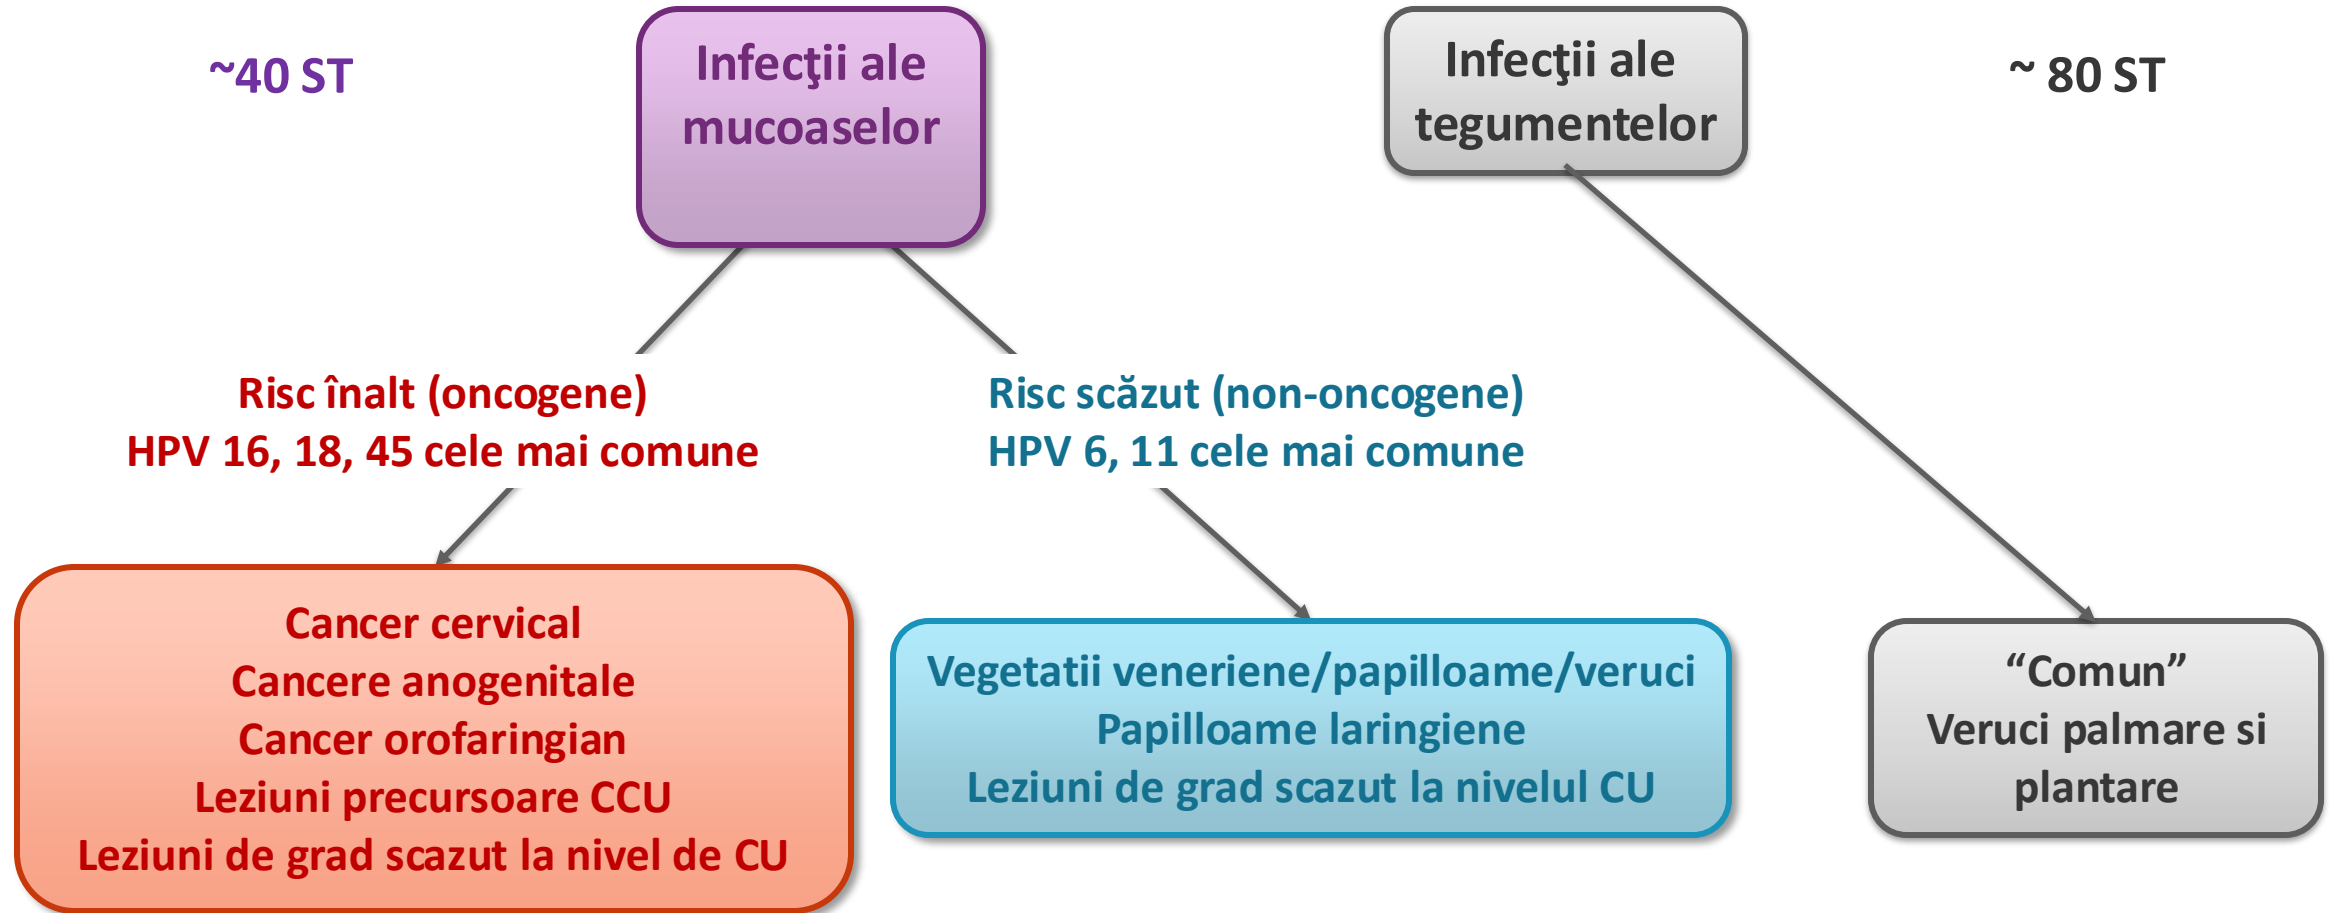 ~40 ST
Infecţii ale
mucoaselor
Infecţii ale
tegumentelor
~ 80 ST
Risc înalt (oncogene)
HPV 16, 18, 45 cele mai comune
Risc scăzut (non-oncogene)
HPV 6, 11 cele mai comune
Cancer cervical
Cancere anogenitale
Cancer orofaringian
Leziuni precursoare CCU
Leziuni de grad scazut la nivel de CU
Vegetatii veneriene/papilloame/veruci
Papilloame laringiene
Leziuni de grad scazut la nivelul CU
“Comun”
Veruci palmare si
plantare